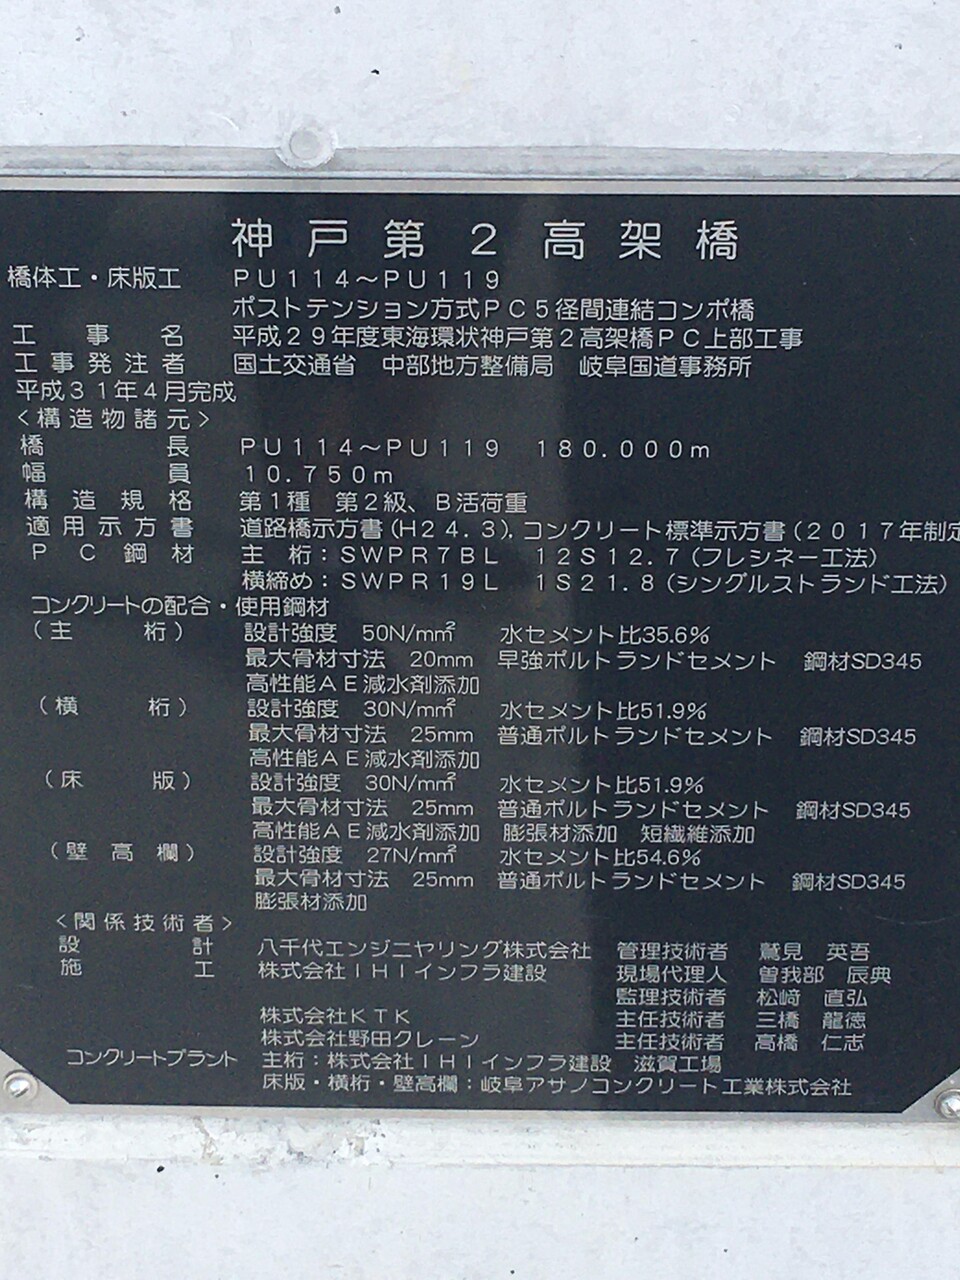 神戸第２高架橋
橋体工・床版工 ＰＵ１１４～ＰＵ１１９
ポストテンション方式ＰＣ５径間連結コンポ橋
工事名 平成２９年度東海環状神戸第２高架橋ＰＣ上部工事
工事発注者 国土交通省 中部地方整備局 岐阜国道事務所
平成３１年４月完成
＜構造物諸元＞
橋長 ＰＵ１１４～ＰＵ１１９ １８０．０００ｍ
幅員 １０．７５０ｍ
構造規格 第１種 第２級、Ｂ活荷重
適用示方書 道路橋示方書(Ｈ２４．３)．コンクリート標準示方書(２０１７年制定
ＰＣ鋼材 主桁：ＳＷＰＲ７ＢＬ １２Ｓ１２．７(フレシネー工法)
横締め：ＳＷＰＲ１９Ｌ １Ｓ２１．８(シングルストランド工法)
コンクリートの配合・使用鋼材
(主桁) 設計強度 50N/mm² 水セメント比35.6%
最大骨材寸法 20mm 早強ポルトランドセメント 鋼材SD345
高性能ＡＥ減水剤添加
(横桁) 設計強度 30N/mm² 水セメント比51.9%
最大骨材寸法 25mm 普通ポルトランドセメント 鋼材SD345
高性能ＡＥ減水剤添加
(床版) 設計強度 30N/mm² 水セメント比51.9%
最大骨材寸法 25mm 普通ポルトランドセメント 鋼材SD345
高性能ＡＥ減水剤添加 膨張材添加 短繊維添加
(壁高欄) 設計強度 27N/mm² 水セメント比54.6%
最大骨材寸法 25mm 普通ポルトランドセメント 鋼材SD345
膨張材添加
＜関係技術者＞
設計 八千代エンジニヤリング株式会社 管理技術者 鷲見 英吾
施工 株式会社ＩＨＩインフラ建設 現場代理人 曽我部 辰典
監理技術者 松﨑 直弘
株式会社ＫＴＫ 主任技術者 三橋 龍徳
株式会社野田クレーン 主任技術者 高橋 仁志
コンクリートプラント 主桁：株式会社ＩＨＩインフラ建設 滋賀工場
床版・横桁・壁高欄：岐阜アサノコンクリート工業株式会社